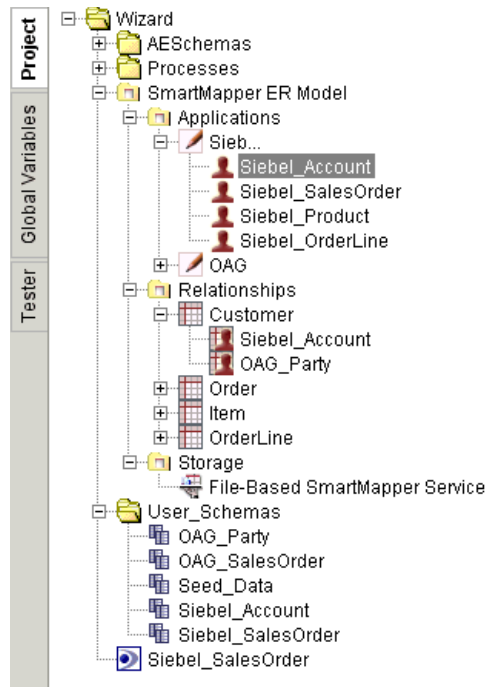 Project
Global Variables
Tester
Wizard
AESchemas
Processes
SmartMapper ER Model
Applications
Sieb...
Siebel_Account
Siebel_SalesOrder
Siebel_Product
Siebel_OrderLine
OAG
Relationships
Customer
Siebel_Account
OAG_Party
Order
Item
OrderLine
Storage
File-Based SmartMapper Service
User_Schemas
OAG_Party
OAG_SalesOrder
Seed_Data
Siebel_Account
Siebel_SalesOrder
Siebel_SalesOrder